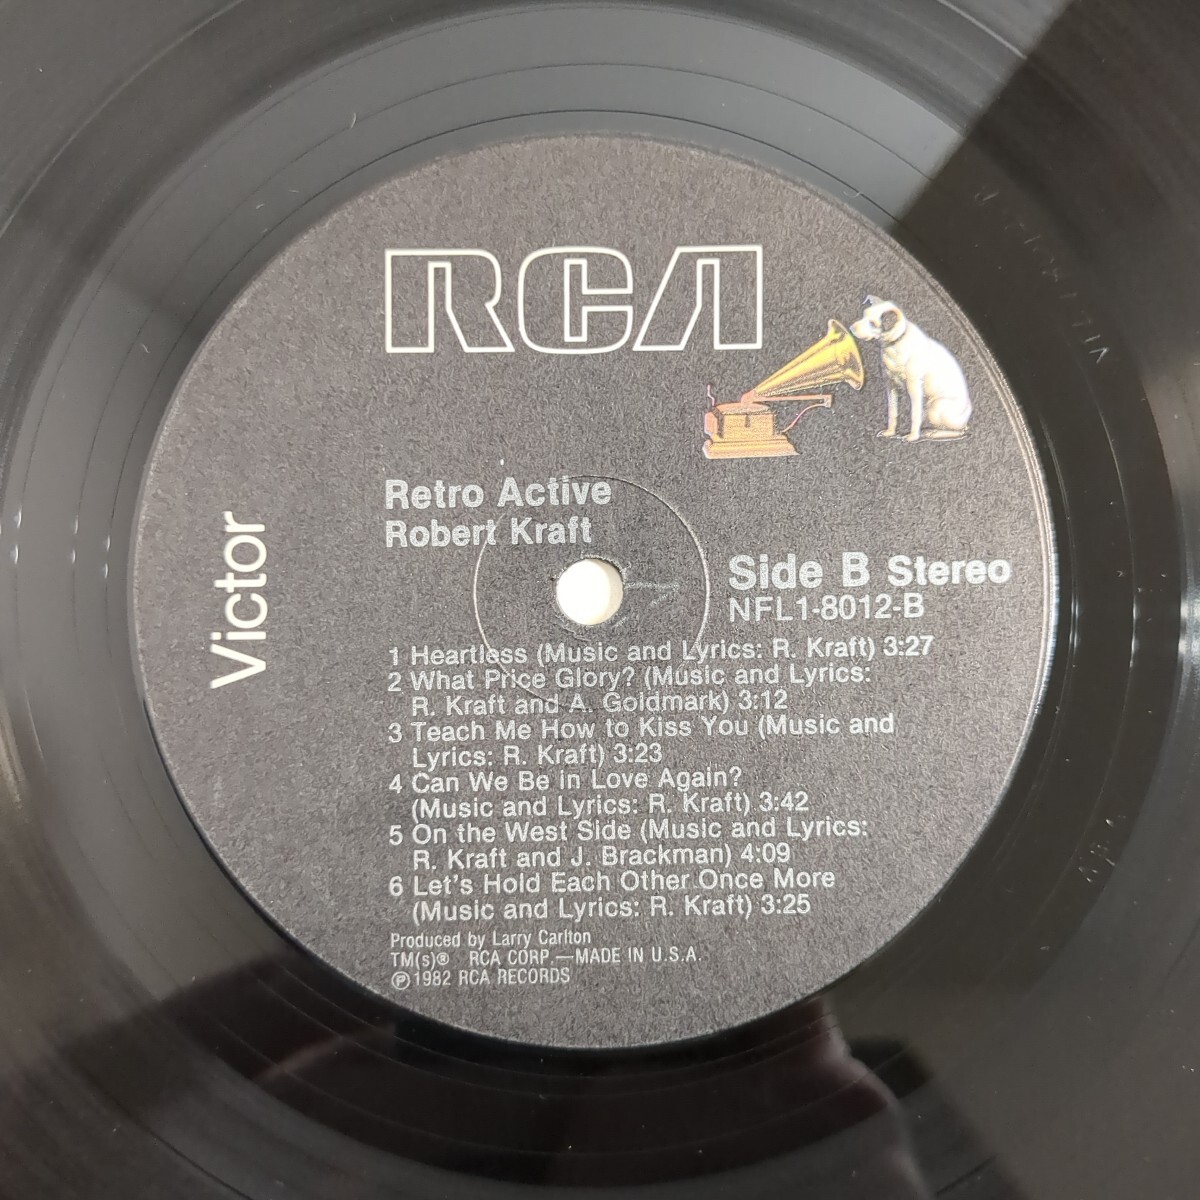 RCA
Victor
Retro Active
Robert Kraft
Side B Stereo
NFL1-8012-B
1 Heartless (Music and Lyrics: R. Kraft) 3:27
2 What Price Glory? (Music and Lyrics:
R. Kraft and A. Goldmark) 3:12
3 Teach Me How to Kiss You (Music and
Lyrics: R. Kraft) 3:23
4 Can We Be in Love Again?
(Music and Lyrics: R. Kraft) 3:42
5 On the West Side (Music and Lyrics:
R. Kraft and J. Brackman) 4:09
6 Let's Hold Each Other Once More
(Music and Lyrics: R. Kraft) 3:25
Produced by Larry Carlton
TM(s)® RCA CORP.—MADE IN U.S.A.
℗ 1982 RCA RECORDS